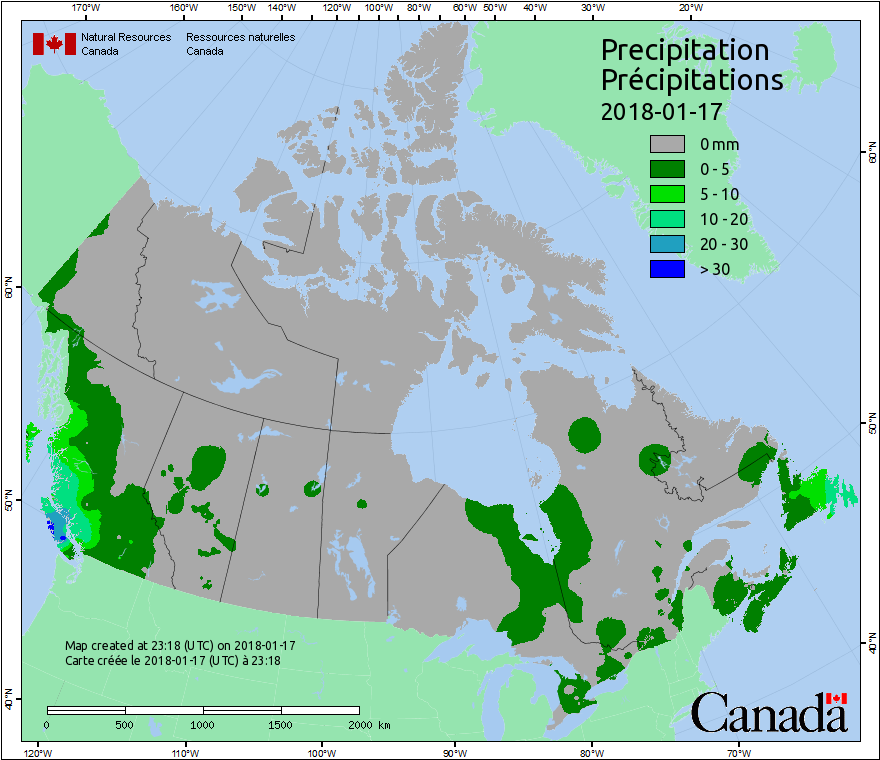 170°W 160°W 150°W 140°W 130°W 120°W 110°W 100°W 90°W 80°W 60°W 50°W 40°W 30°W 20°W
Natural Resources Canada
Ressources naturelles Canada
Precipitation
Précipitations
2018-01-17
0 mm
0 - 5
5 - 10
10 - 20
20 - 30
> 30
60°N
60°N
50°N
50°N
40°N
40°N
Map created at 23:18 (UTC) on 2018-01-17
Carte créée le 2018-01-17 (UTC) à 23:18
0 500 1000 1500 2000 km
Canada
120°W 110°W 100°W 90°W 80°W 70°W